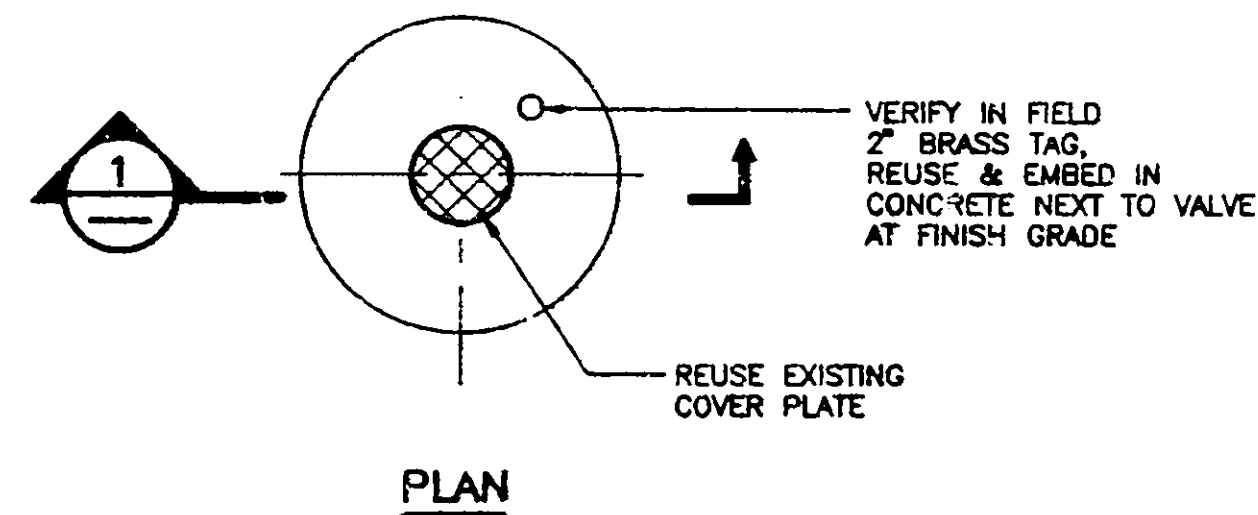 1
VERIFY IN FIELD
2" BRASS TAG,
REUSE & EMBED IN
CONCRETE NEXT TO VALVE
AT FINISH GRADE
REUSE EXISTING
COVER PLATE
PLAN